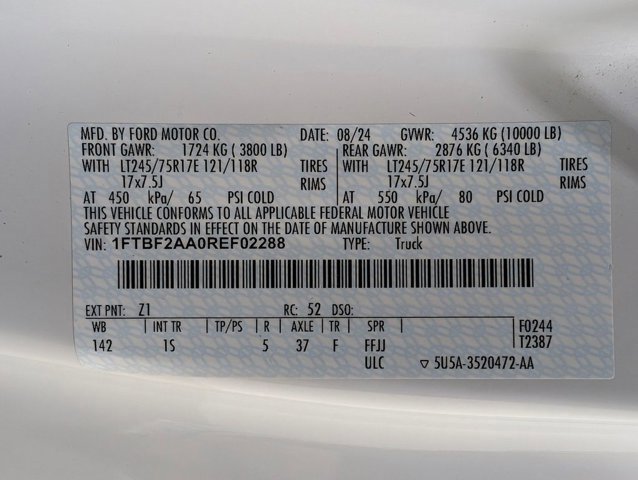 MFD. BY FORD MOTOR CO. DATE: 08/24 GVWR: 4536 KG (10000 LB)
FRONT GAWR: 1724 KG ( 3800 LB) REAR GAWR: 2876 KG ( 6340 LB)
WITH LT245/75R17E 121/118R TIRES WITH LT245/75R17E 121/118R TIRES
17x7.5J RIMS 17x7.5J RIMS
AT 450 kPa/ 65 PSI COLD AT 550 kPa/ 80 PSI COLD
THIS VEHICLE CONFORMS TO ALL APPLICABLE FEDERAL MOTOR VEHICLE
SAFETY STANDARDS IN EFFECT ON THE DATE OF MANUFACTURE SHOWN ABOVE.
VIN: 1FTBF2AA0REF02288 TYPE: Truck
EXT PNT: Z1 RC: 52 DSO:
WB INT TR TP/PS R AXLE TR SPR F0244
142 1S 5 37 F FFJJ T2387
ULC ▽ 5U5A-3520472-AA